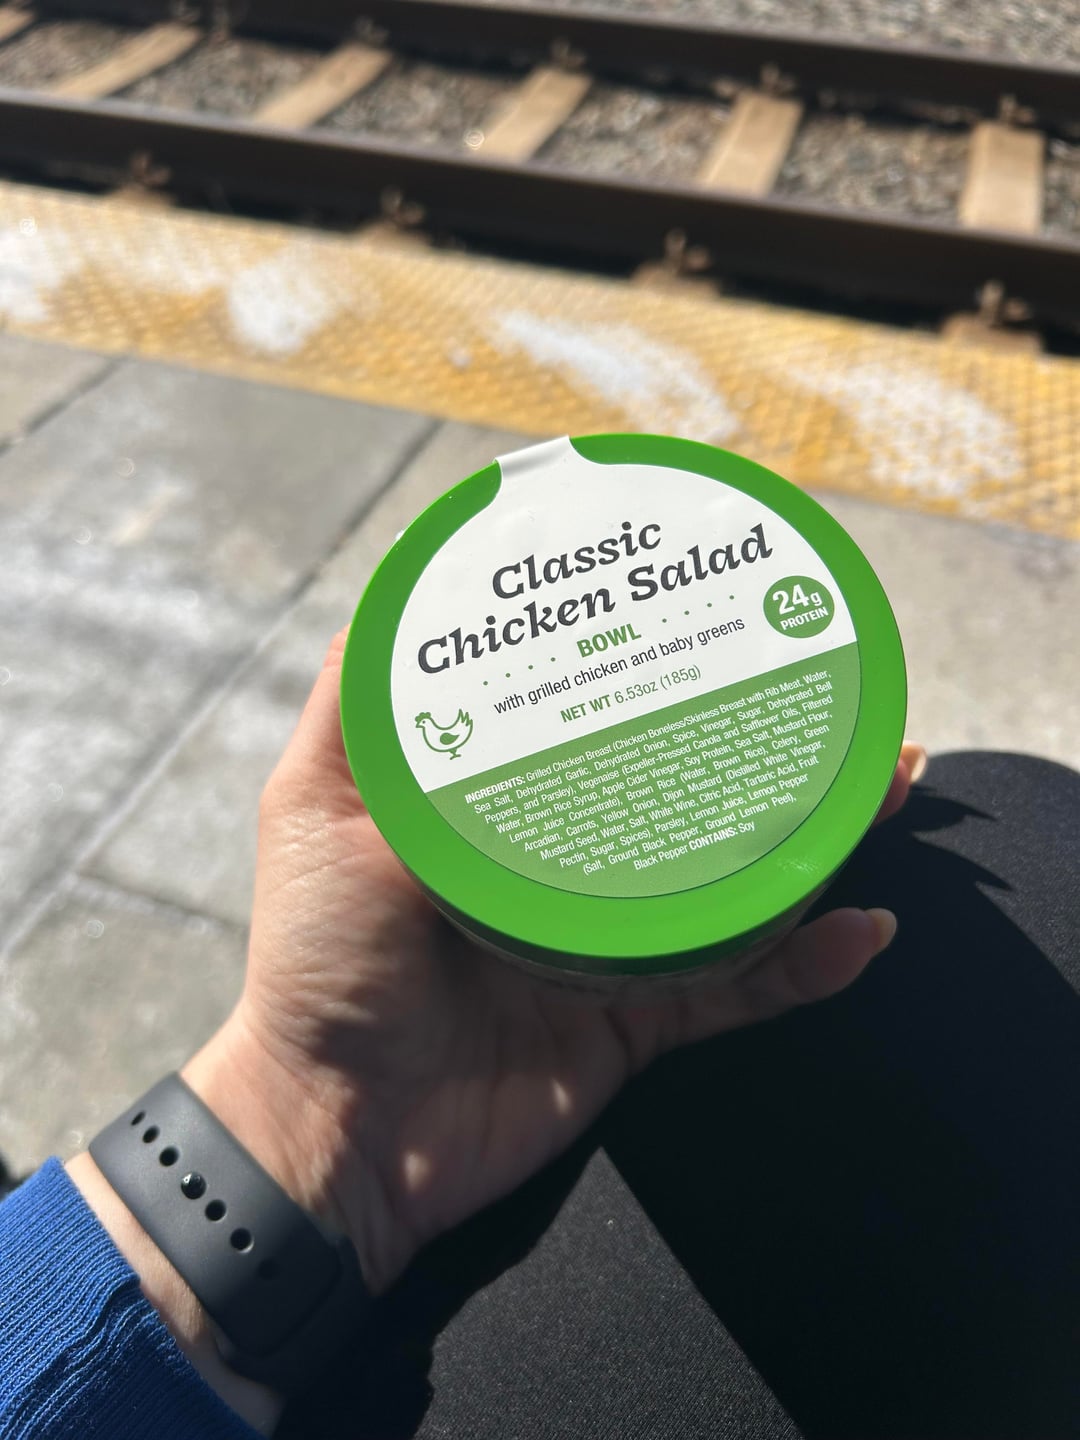 Classic
Chicken Salad
BOWL
24g
PROTEIN
with grilled chicken and baby greens
NET WT 6.53oz (185g)
INGREDIENTS: Grilled Chicken Breast (Chicken Boneless/Skinless Breast with Rib Meat, Water,
Sea Salt, Dehydrated Garlic, Dehydrated Onion, Spice, Vinegar, Sugar, Dehydrated Bell
Peppers, and Parsley), Vegenaise (Expeller-Pressed Canola and Safflower Oils, Filtered
Water, Brown Rice Syrup, Apple Cider Vinegar, Soy Protein, Sea Salt, Mustard Flour,
Lemon Juice Concentrate), Brown Rice (Water, Brown Rice), Celery, Green
Arcadian, Carrots, Yellow Onion, Dijon Mustard (Distilled White Vinegar,
Mustard Seed, Water, Salt, White Wine, Citric Acid, Tartaric Acid, Fruit
Pectin, Sugar, Spices), Parsley, Lemon Juice, Lemon Pepper
(Salt, Ground Black Pepper, Ground Lemon Peel),
Black Pepper CONTAINS: Soy